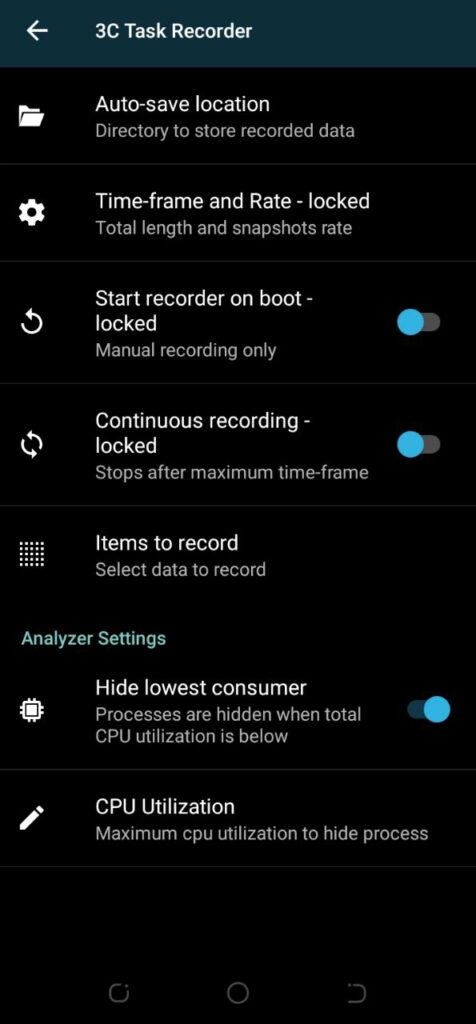 3C Task Recorder
Auto-save location
Directory to store recorded data
Time-frame and Rate - locked
Total length and snapshots rate
Start recorder on boot -
locked
Manual recording only
Continuous recording -
locked
Stops after maximum time-frame
Items to record
Select data to record
Analyzer Settings
Hide lowest consumer
Processes are hidden when total
CPU utilization is below
CPU Utilization
Maximum cpu utilization to hide process